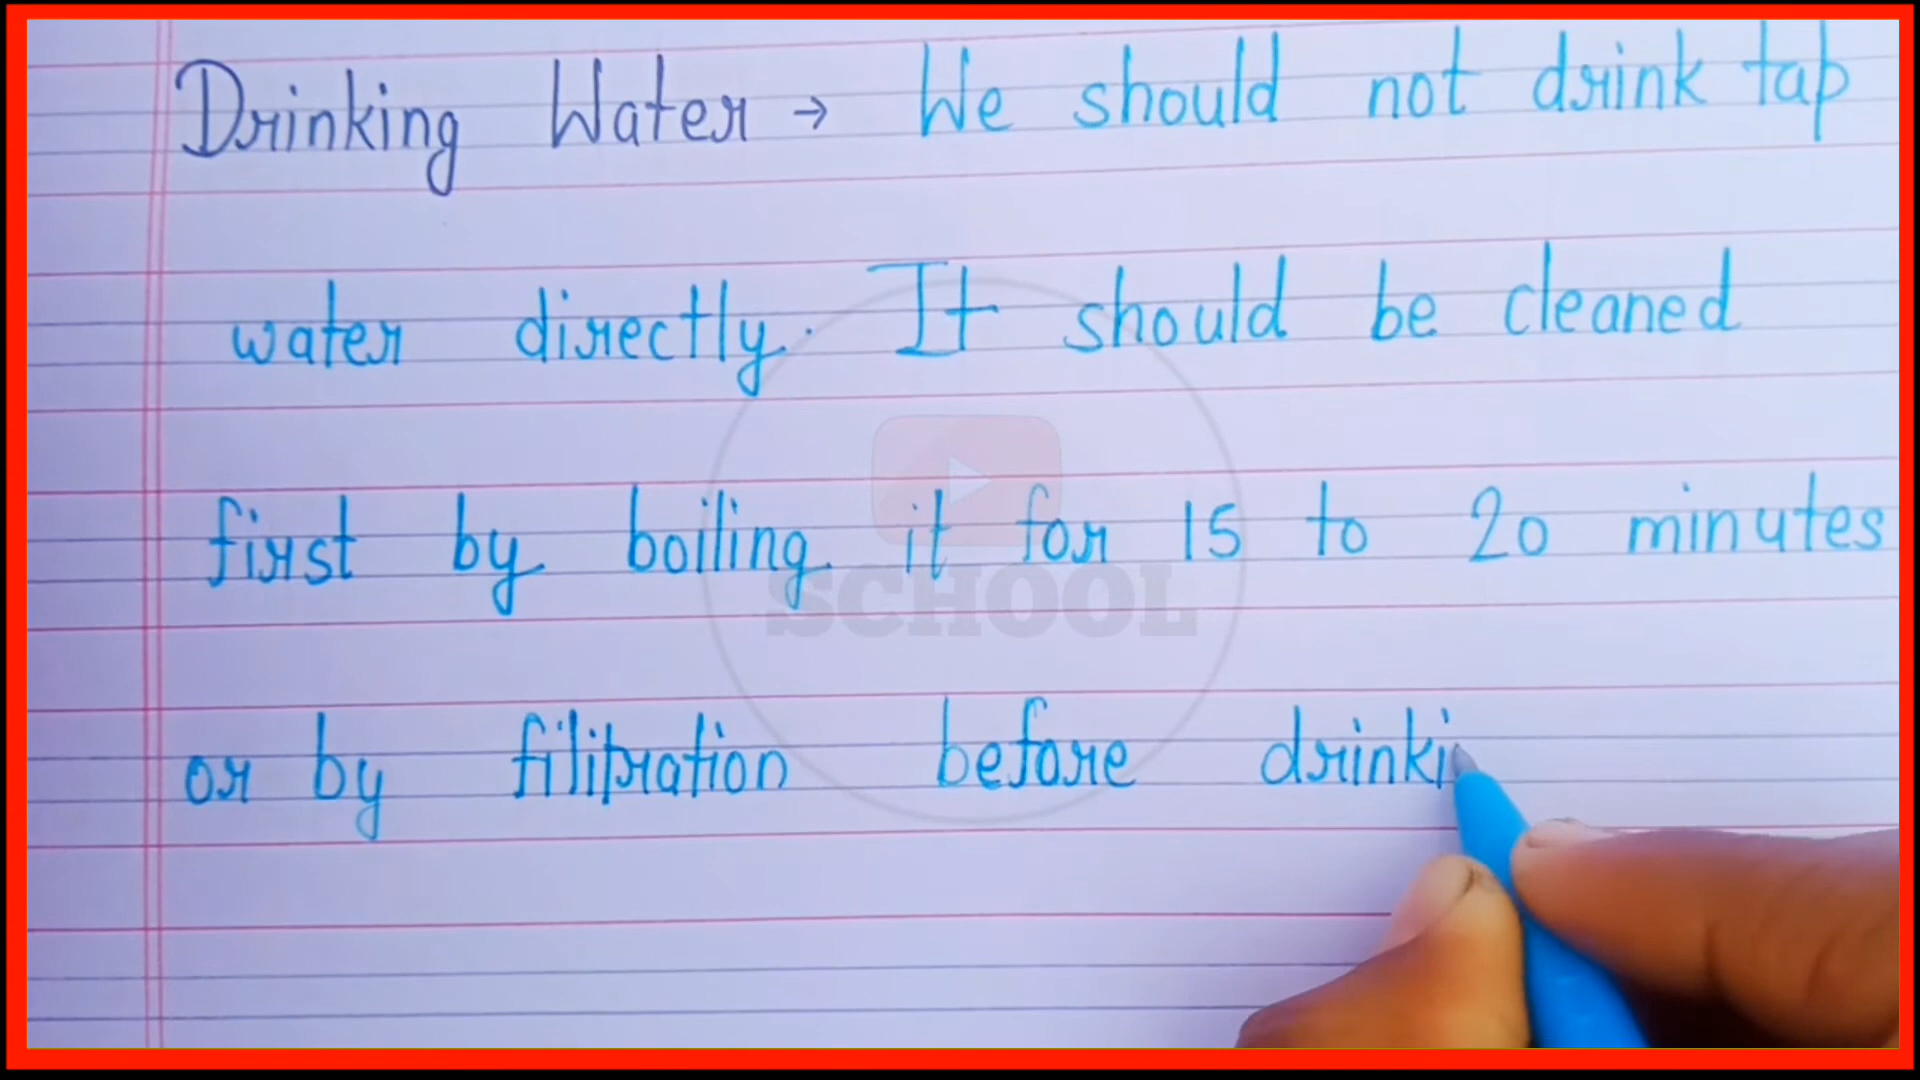 Drinking Water → We should not drink tap
water directly. It should be cleaned
first by boiling it for 15 to 20 minutes
SCHOOL
or by filitration before drinki